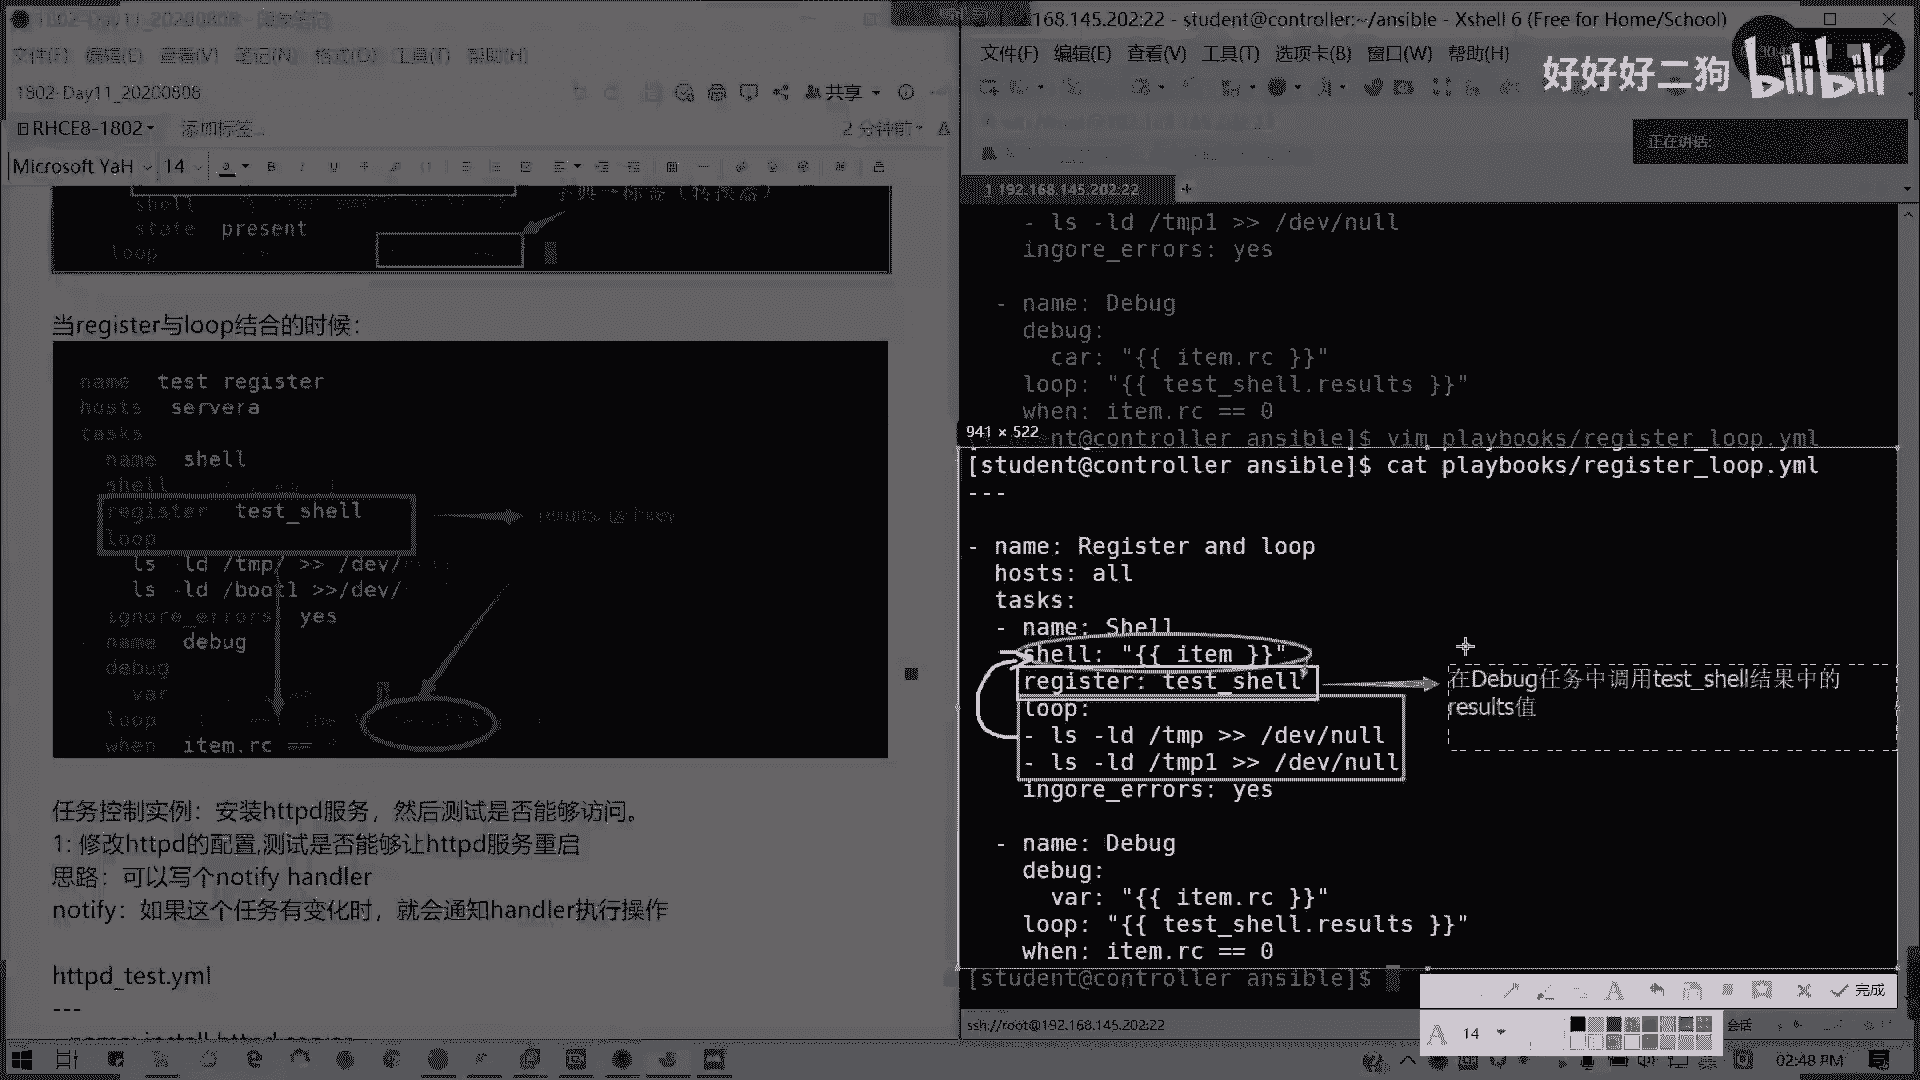 1802-Day11_20200808
文件(F) 编辑(E) 查看(V) 笔记(N) 格式(O) 工具(T) 帮助(H)
1802-Day11_20200808
共享
RHCE8-1802 添加标签...
2 分钟前
Microsoft YaH 14
shell
state present
loop
当register与loop结合的时候：
name test register
hosts servera
tasks
name shell
shell
register test_shell
loop
ls -ld /tmp/ >> /dev/
ls -ld /boot1 >>/dev/
ignore_errors yes
- name debug
debug
var
loop
when item.rc ==
任务控制实例：安装httpd服务，然后测试是否能够访问。
1: 修改httpd的配置,测试是否能够让httpd服务重启
思路：可以写个notify handler
notify：如果这个任务有变化时，就会通知handler执行操作
httpd_test.yml
---
168.145.202:22 - student@controller:~/ansible - Xshell 6 (Free for Home/School)
文件(F) 编辑(E) 查看(V) 工具(T) 选项卡(B) 窗口(W) 帮助(H)
好好好二狗 bilibili
正在讲话:
1 192.168.145.202:22 +
- ls -ld /tmp1 >> /dev/null
ingore_errors: yes
- name: Debug
debug:
car: "{{ item.rc }}"
loop: "{{ test_shell.results }}"
when: item.rc == 0
941 × 522
nt@controller ansible]$ vim playbooks/register_loop.yml
[student@controller ansible]$ cat playbooks/register_loop.yml
---
- name: Register and loop
hosts: all
tasks:
- name: Shell
shell: "{{ item }}"
register: test_shell
loop:
- ls -ld /tmp >> /dev/null
- ls -ld /tmp1 >> /dev/null
ingore_errors: yes
在Debug任务中调用test_shell结果中的
results值
- name: Debug
debug:
var: "{{ item.rc }}"
loop: "{{ test_shell.results }}"
when: item.rc == 0
[student@controller ansible]$
完成
ssh://root@192.168.145.202:22
14
会话
02:48 PM